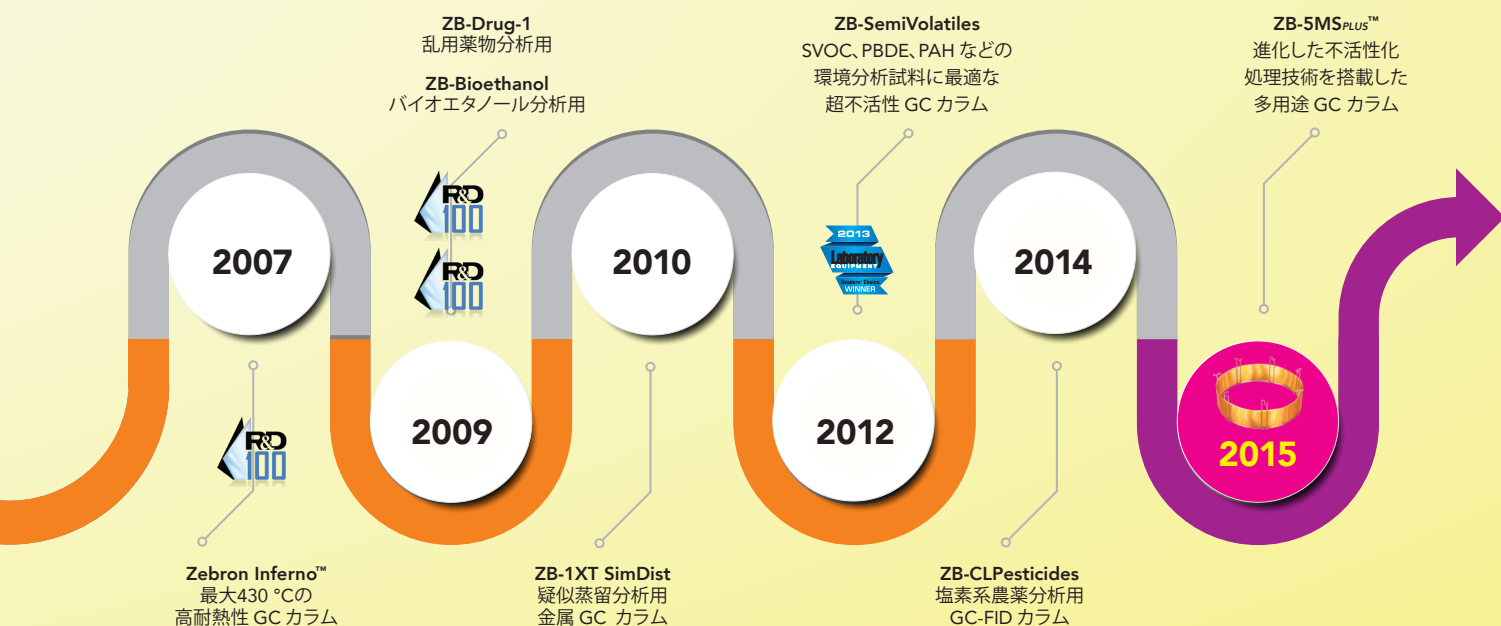 ZB-Drug-1
乱用薬物分析用
ZB-Bioethanol
バイオエタノール分析用
ZB-SemiVolatiles
SVOC、PBDE、PAH などの
環境分析試料に最適な
超不活性 GC カラム
ZB-5MSPLUS™
進化した不活性化
処理技術を搭載した
多用途 GC カラム
R&D
100
R&D
100
2013
Laboratory
EQUIPMENT
Readers' Choice
WINNER
2007
2010
2014
2009
2012
2015
R&D
100
Zebron Inferno™
最大430 °Cの
高耐熱性 GC カラム
ZB-1XT SimDist
疑似蒸留分析用
金属 GC カラム
ZB-CLPesticides
塩素系農薬分析用
GC-FID カラム